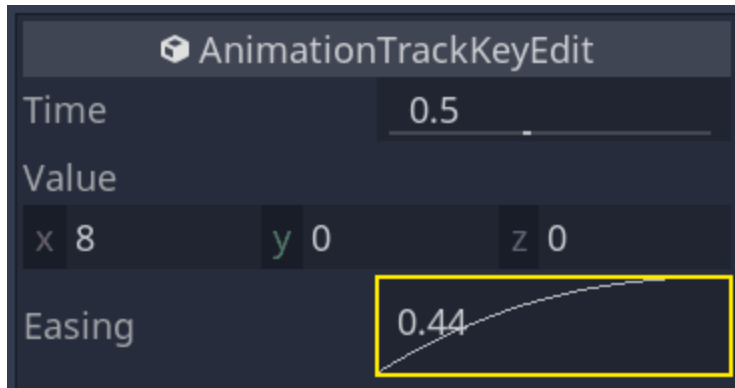 AnimationTrackKeyEdit
Time 0.5
Value
x 8 y 0 z 0
Easing 0.44